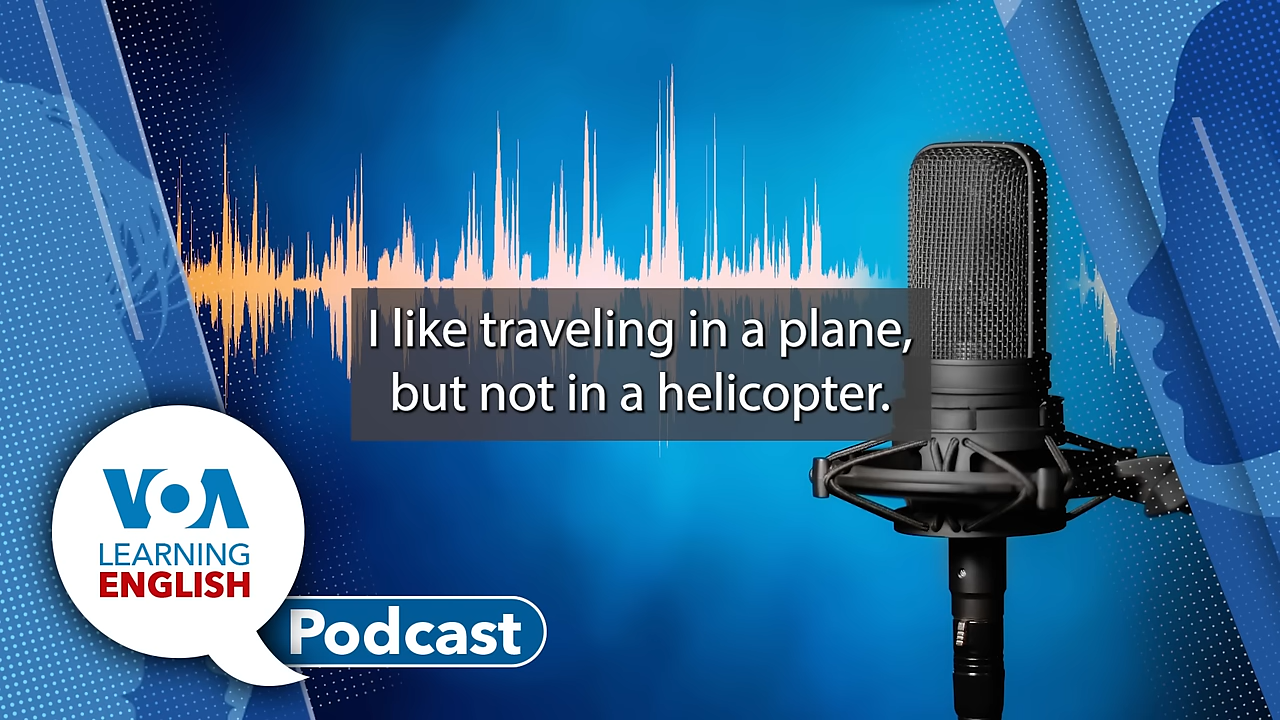 I like traveling in a plane,
but not in a helicopter.
VOA
LEARNING
ENGLISH
Podcast